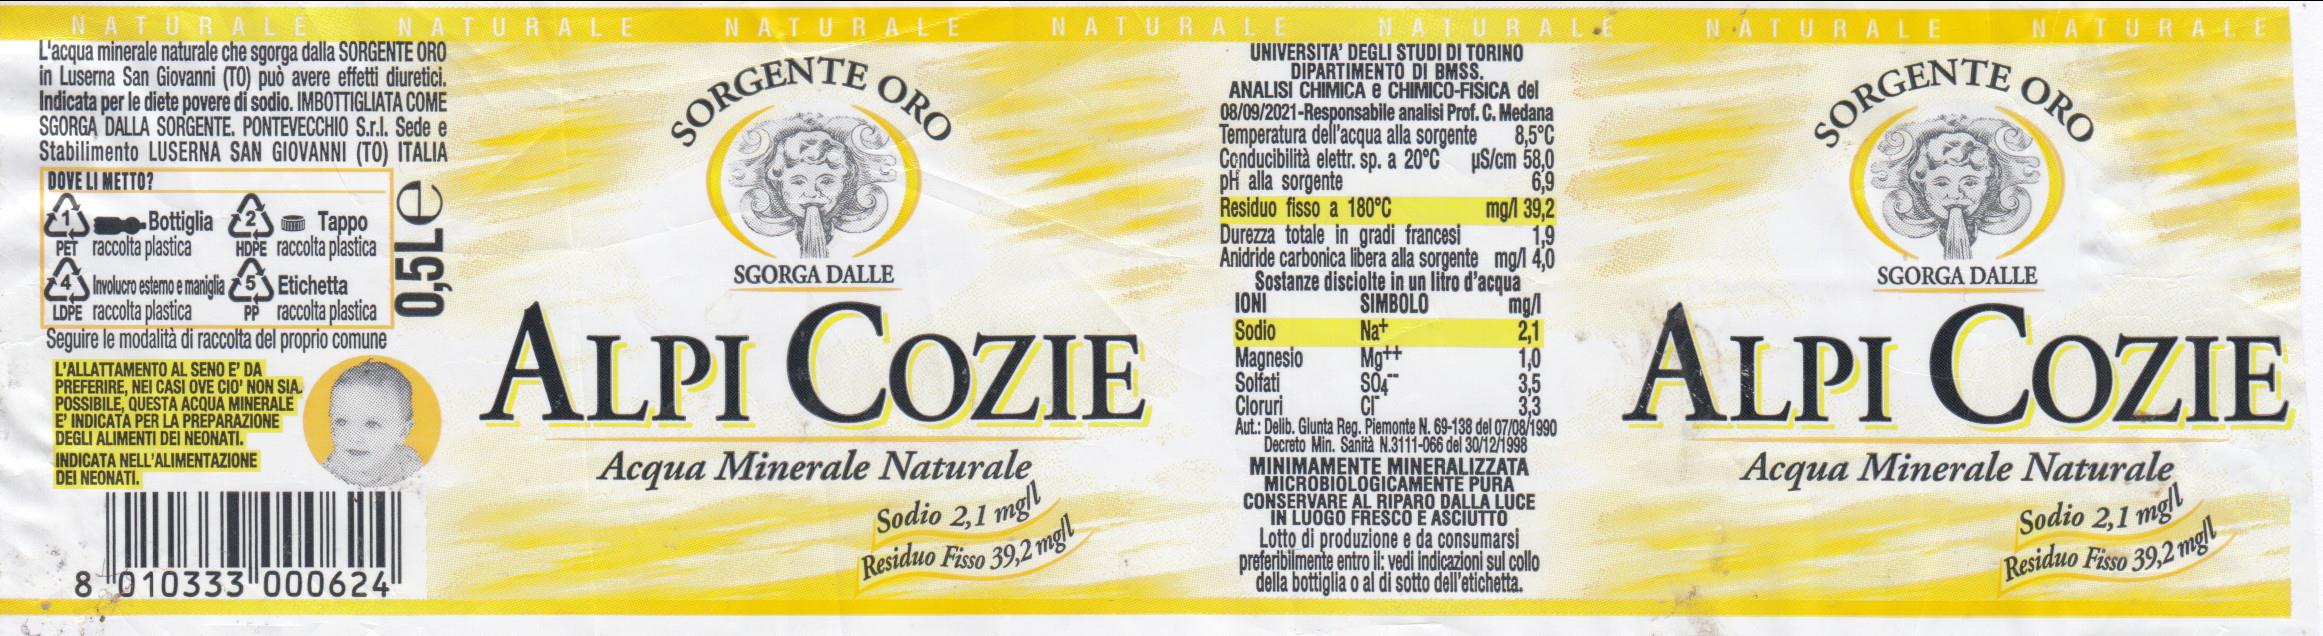 NATURALE NATURALE NATURALE NATURALE NATURALE NATURALE NATURALE
L'acqua minerale naturale che sgorga dalla SORGENTE ORO
in Luserna San Giovanni (TO) può avere effetti diuretici.
Indicata per le diete povere di sodio. IMBOTTIGLIATA COME
SGORGA DALLA SORGENTE. PONTEVECCHIO S.r.l. Sede e
Stabilimento LUSERNA SAN GIOVANNI (TO) ITALIA
DOVE LI METTO?
1 Bottiglia 2 Tappo
PET raccolta plastica HDPE raccolta plastica
4 Involucro esterno e maniglia 5 Etichetta
LDPE raccolta plastica PP raccolta plastica
0,5L e
Seguire le modalità di raccolta del proprio comune
L'ALLATTAMENTO AL SENO E' DA
PREFERIRE, NEI CASI OVE CIO' NON SIA
POSSIBILE, QUESTA ACQUA MINERALE
E' INDICATA PER LA PREPARAZIONE
DEGLI ALIMENTI DEI NEONATI.
INDICATA NELL'ALIMENTAZIONE
DEI NEONATI.
8 010333 000624
SORGENTE ORO
SGORGA DALLE
ALPI COZIE
Acqua Minerale Naturale
Sodio 2,1 mg/l
Residuo Fisso 39,2 mg/l
UNIVERSITA' DEGLI STUDI DI TORINO
DIPARTIMENTO DI BMSS.
ANALISI CHIMICA e CHIMICO-FISICA del
08/09/2021-Responsabile analisi Prof. C. Medana
Temperatura dell'acqua alla sorgente 8,5°C
Conducibilità elettr. sp. a 20°C µS/cm 58,0
pH alla sorgente 6,9
Residuo fisso a 180°C mg/l 39,2
Durezza totale in gradi francesi 1,9
Anidride carbonica libera alla sorgente mg/l 4,0
Sostanze disciolte in un litro d'acqua
IONI SIMBOLO mg/l
Sodio Na+ 2,1
Magnesio Mg++ 1,0
Solfati SO4-- 3,5
Cloruri Cl- 3,3
Aut.: Delib. Giunta Reg. Piemonte N. 69-138 del 07/08/1990
Decreto Min. Sanità N.3111-066 del 30/12/1998
MINIMAMENTE MINERALIZZATA
MICROBIOLOGICAMENTE PURA
CONSERVARE AL RIPARO DALLA LUCE
IN LUOGO FRESCO E ASCIUTTO
Lotto di produzione e da consumarsi
preferibilmente entro il: vedi indicazioni sul collo
della bottiglia o al di sotto dell'etichetta.
SORGENTE ORO
SGORGA DALLE
ALPI COZIE
Acqua Minerale Naturale
Sodio 2,1 mg/l
Residuo Fisso 39,2 mg/l